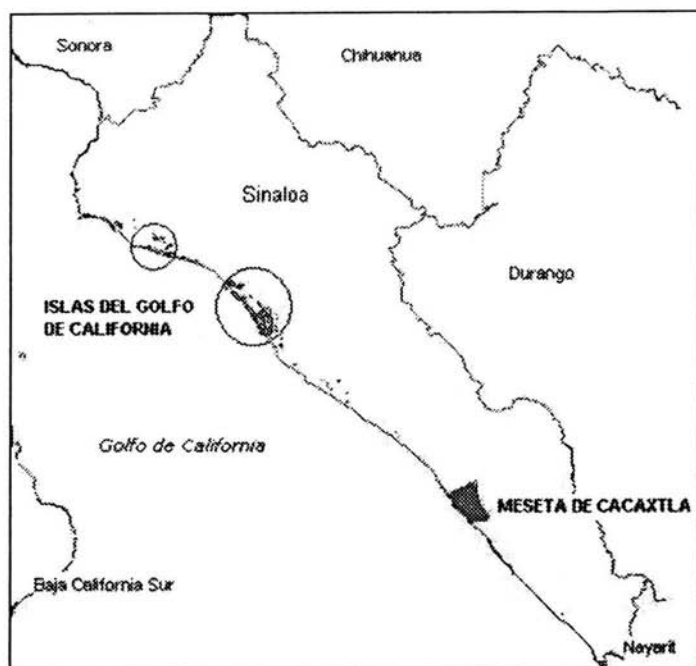 Sonora
Chihuahua
Sinaloa
Durango
ISLAS DEL GOLFO
DE CALIFORNIA
Golfo de California
MESETA DE CACAXTLA
Baja California Sur
Nayarit